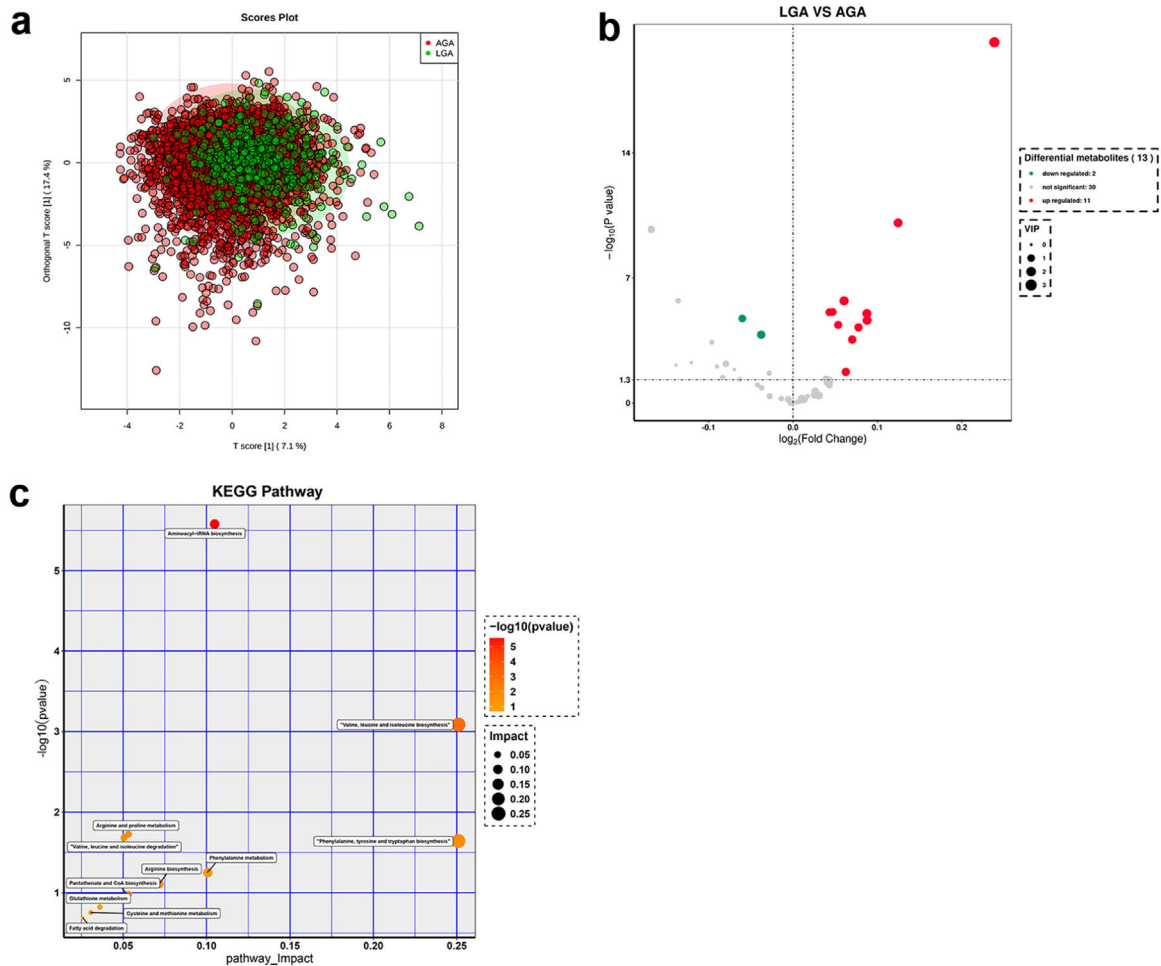 a
Scores Plot
AGA
LGA
Orthogonal T score [1] ( 17.4 %)
5
0
-5
-10
-4
-2
0
2
4
6
8
T score [1] ( 7.1 %)
b
LGA VS AGA
−log10(P value)
14
7
1.3
0
-0.1
0.0
0.1
0.2
log2(Fold Change)
Differential metabolites ( 13 )
down regulated: 2
not significant: 30
up regulated: 11
VIP
0
1
2
3
c
KEGG Pathway
-log10(pvalue)
5
4
3
2
1
Aminoacyl−tRNA biosynthesis
"Valine, leucine and isoleucine biosynthesis"
Arginine and proline metabolism
"Valine, leucine and isoleucine degradation"
"Phenylalanine, tyrosine and tryptophan biosynthesis"
Phenylalanine metabolism
Arginine biosynthesis
Pantothenate and CoA biosynthesis
Glutathione metabolism
Cysteine and methionine metabolism
Fatty acid degradation
0.05
0.10
0.15
0.20
0.25
pathway_Impact
−log10(pvalue)
5
4
3
2
1
Impact
0.05
0.10
0.15
0.20
0.25